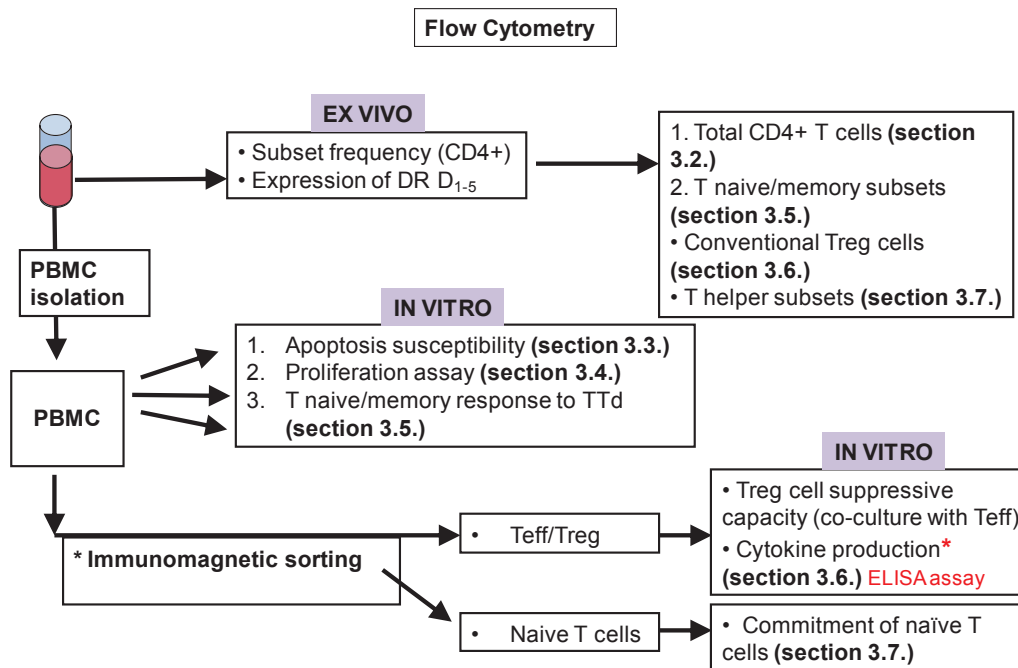 Flow Cytometry
EX VIVO
• Subset frequency (CD4+)
• Expression of DR D1-5
1. Total CD4+ T cells (section
3.2.)
2. T naive/memory subsets
(section 3.5.)
• Conventional Treg cells
(section 3.6.)
• T helper subsets (section 3.7.)
PBMC
isolation
IN VITRO
1. Apoptosis susceptibility (section 3.3.)
2. Proliferation assay (section 3.4.)
3. T naive/memory response to TTd
(section 3.5.)
PBMC
IN VITRO
• Teff/Treg
• Treg cell suppressive
capacity (co-culture with Teff)
• Cytokine production*
(section 3.6.) ELISA assay
* Immunomagnetic sorting
• Naive T cells
• Commitment of naïve T
cells (section 3.7.)